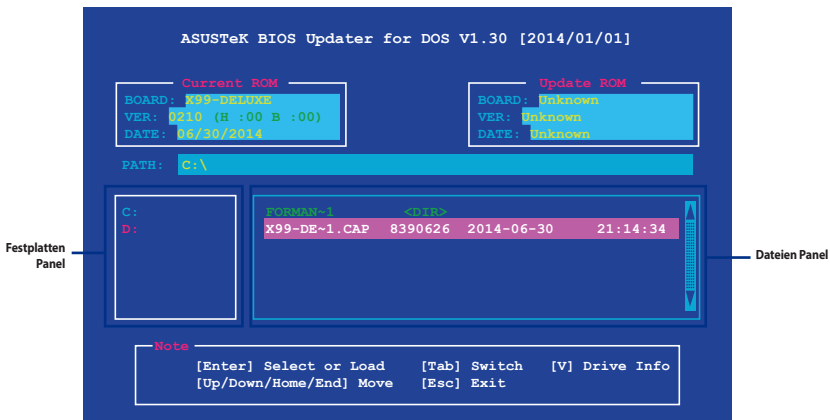 ASUSTeK BIOS Updater for DOS V1.30 [2014/01/01]
Current ROM
BOARD: X99-DELUXE
VER: 0210 (H :00 B :00)
DATE: 06/30/2014
Update ROM
BOARD: Unknown
VER: Unknown
DATE: Unknown
PATH: C:\
C:
D:
FORMAN~1 <DIR>
X99-DE~1.CAP 8390626 2014-06-30 21:14:34
Festplatten
Panel
Dateien Panel
Note
[Enter] Select or Load [Tab] Switch [V] Drive Info
[Up/Down/Home/End] Move [Esc] Exit